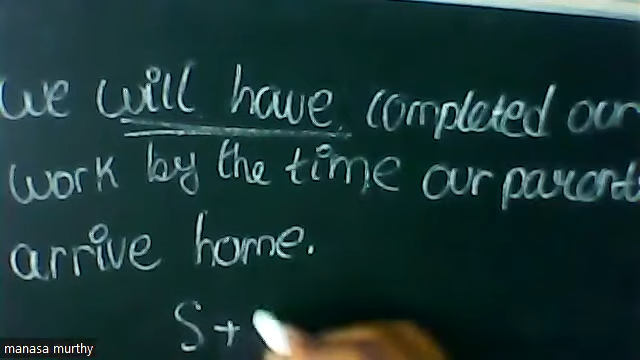 we will have completed our
work by the time our parents
arrive home.
S +
manasa murthy